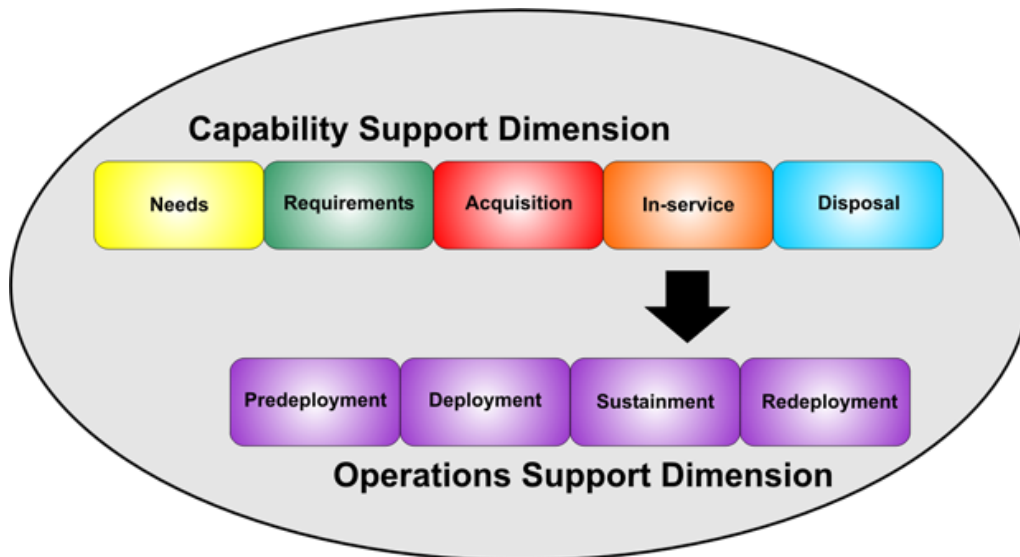 Capability Support Dimension
Needs
Requirements
Acquisition
In-service
Disposal
Predeployment
Deployment
Sustainment
Redeployment
Operations Support Dimension